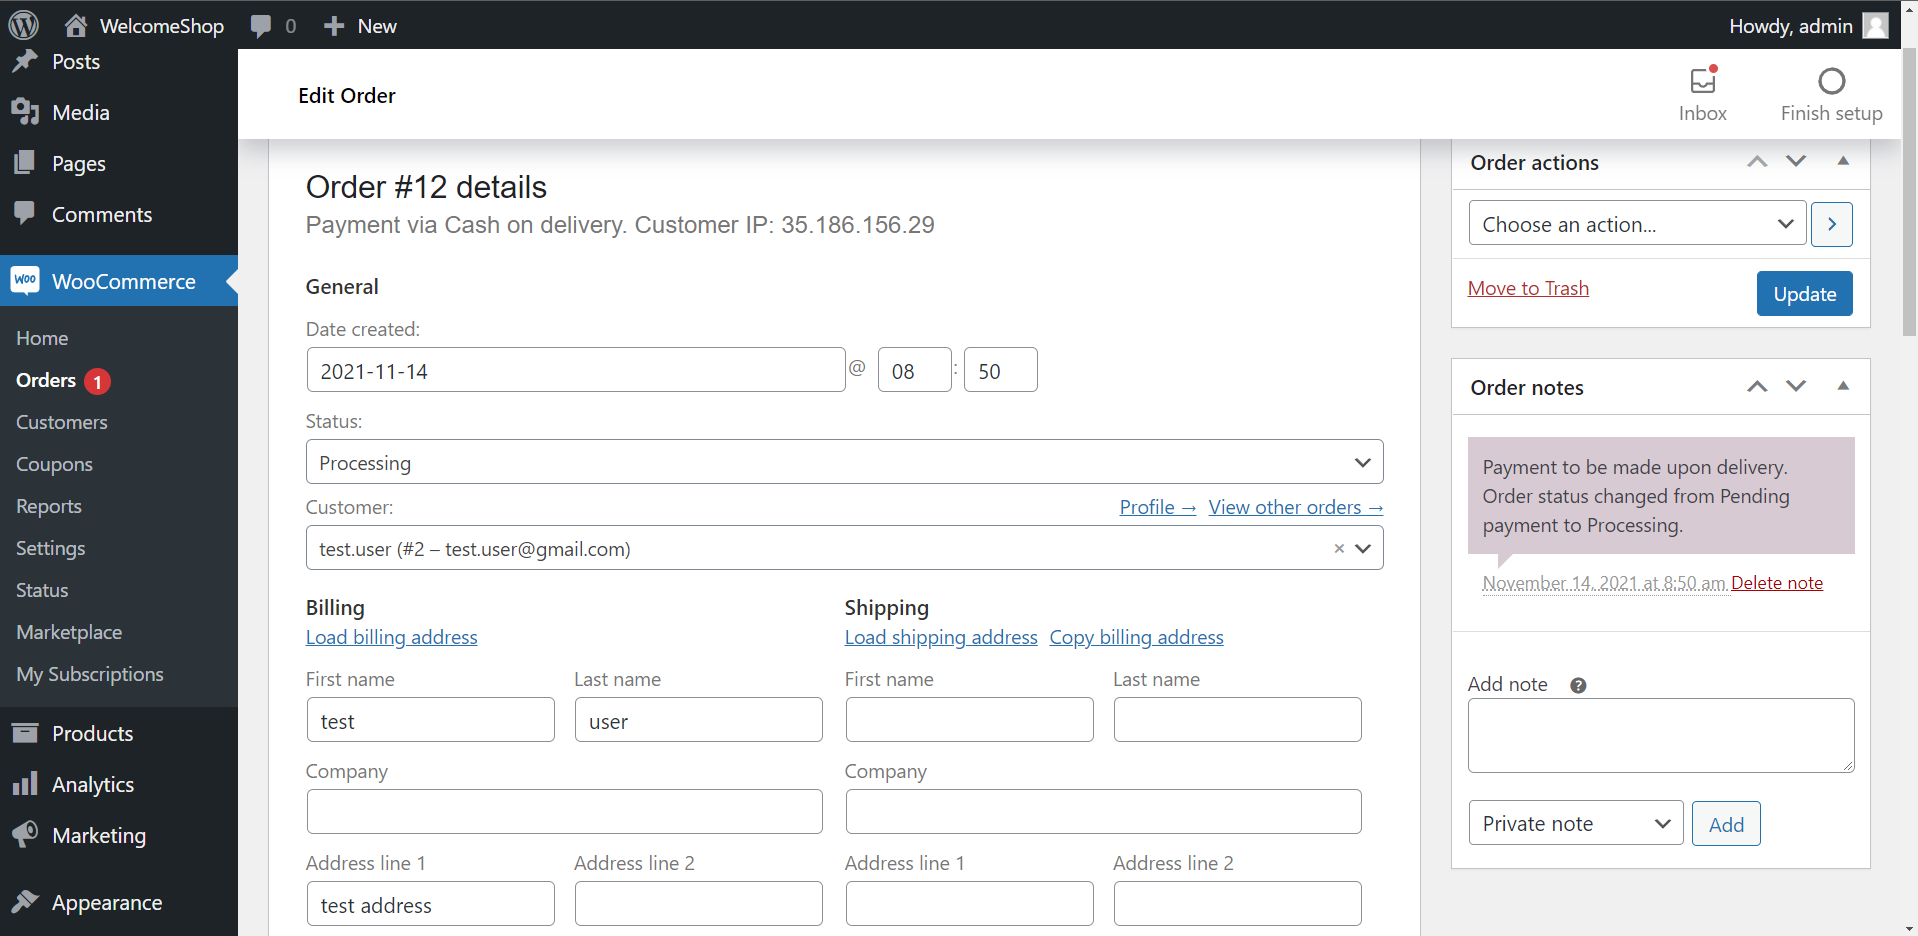 WelcomeShop 0 New
Howdy, admin
Posts
Media
Pages
Comments
WOO WooCommerce
Home
Orders 1
Customers
Coupons
Reports
Settings
Status
Marketplace
My Subscriptions
Products
Analytics
Marketing
Appearance
Edit Order
Inbox
Finish setup
Order #12 details
Payment via Cash on delivery. Customer IP: 35.186.156.29
General
Date created:
2021-11-14 @ 08 : 50
Status:
Processing
Customer: Profile → View other orders →
test.user (#2 – test.user@gmail.com) ×
Billing
Load billing address
First name Last name
test user
Company
Address line 1 Address line 2
test address
Shipping
Load shipping address Copy billing address
First name Last name
Company
Address line 1 Address line 2
Order actions
Choose an action...
Move to Trash Update
Order notes
Payment to be made upon delivery.
Order status changed from Pending
payment to Processing.
November 14, 2021 at 8:50 am Delete note
Add note ?
Private note Add